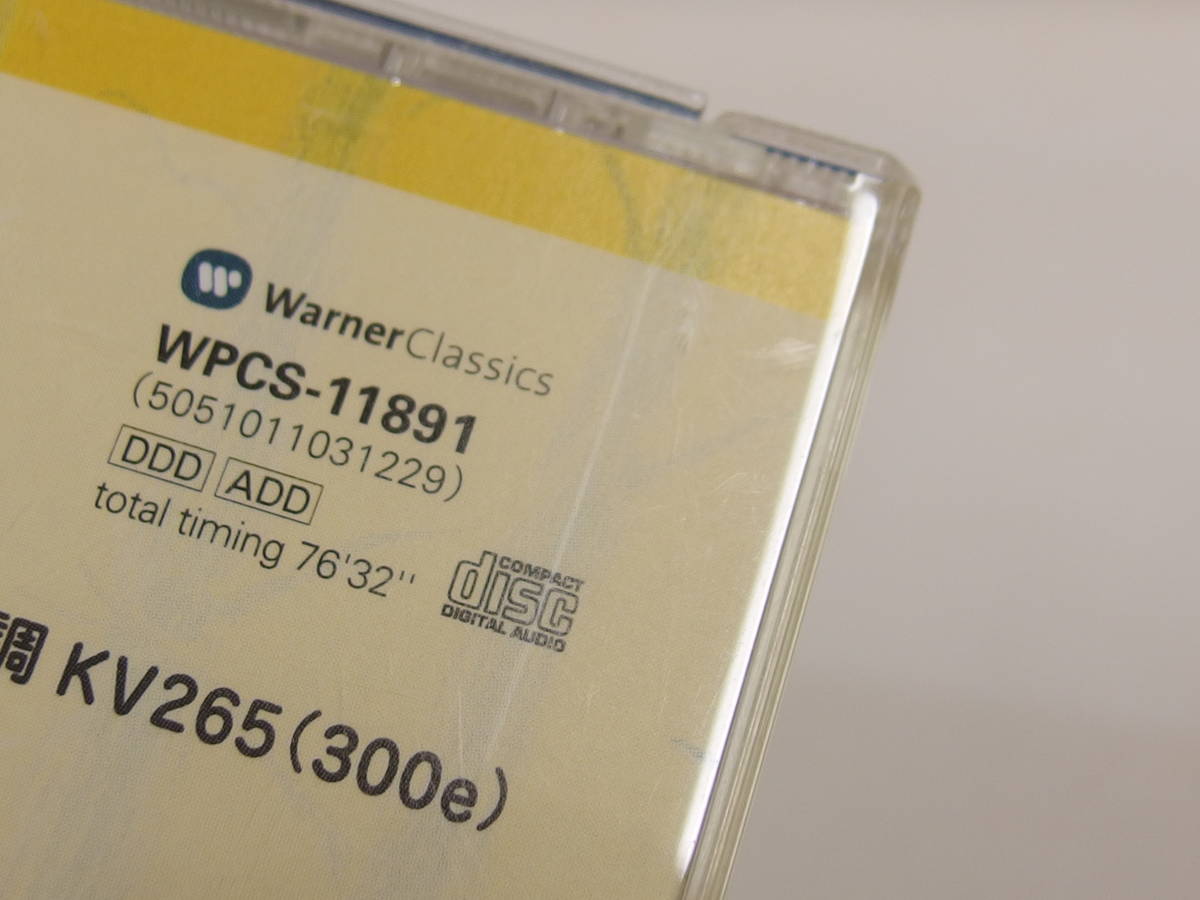 WarnerClassics
WPCS-11891
(5051011031229)
DDD ADD
total timing 76'32''
COMPACT
disc
DIGITAL AUDIO
調 KV265(300e)